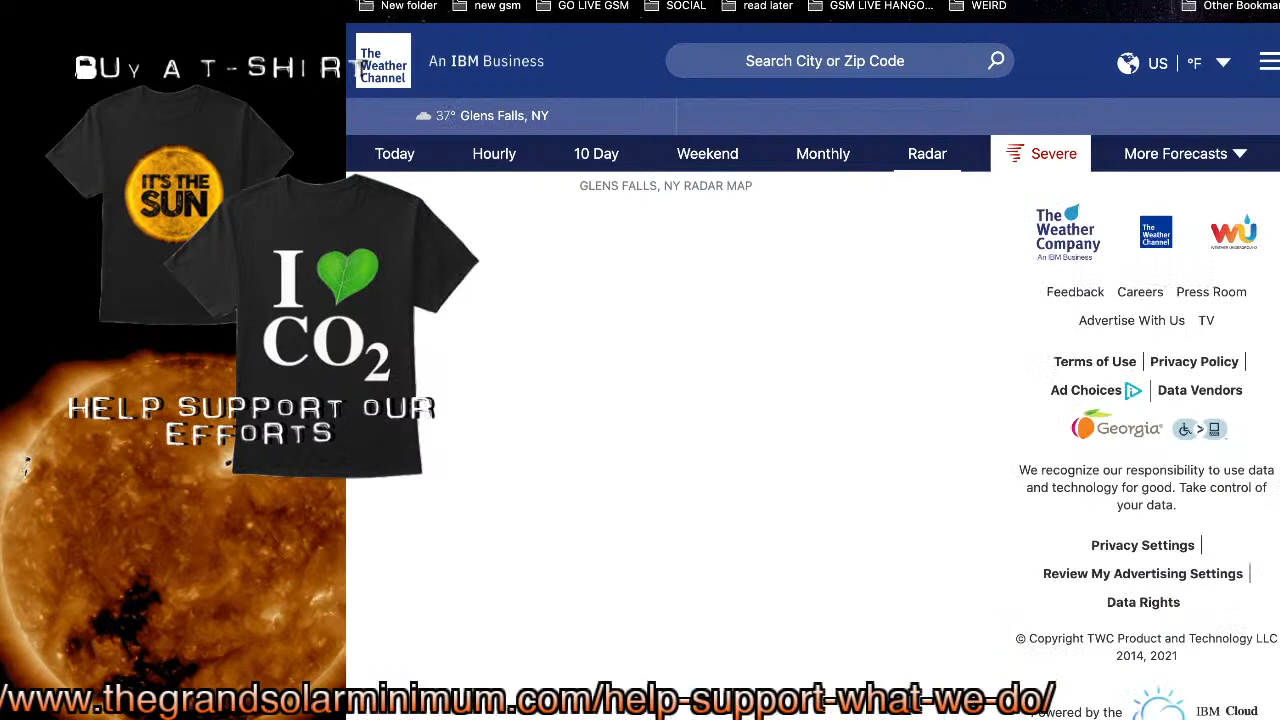 New folder
new gsm
GO LIVE GSM
SOCIAL
read later
GSM LIVE HANGO...
WEIRD
Other Bookmar
BUY A T-SHIRT
The Weather Channel
An IBM Business
Search City or Zip Code
US
°F
37° Glens Falls, NY
Today
Hourly
10 Day
Weekend
Monthly
Radar
Severe
More Forecasts
GLENS FALLS, NY RADAR MAP
IT'S THE
SUN
I
CO2
HELP SUPPORT OUR
EFFORTS
The
Weather
Company
An IBM Business
The
Weather
Channel
WU
WEATHER UNDERGROUND
Feedback
Careers
Press Room
Advertise With Us
TV
Terms of Use
Privacy Policy
Ad Choices
Data Vendors
Georgia
We recognize our responsibility to use data
and technology for good. Take control of
your data.
Privacy Settings
Review My Advertising Settings
Data Rights
© Copyright TWC Product and Technology LLC
2014, 2021
Powered by the
IBM Cloud
/www.thegrandsolarminimum.com/help-support-what-we-do/